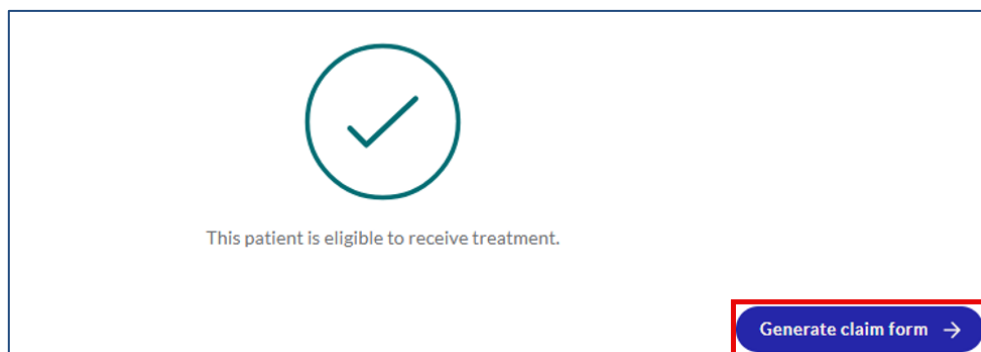 This patient is eligible to receive treatment.
Generate claim form →